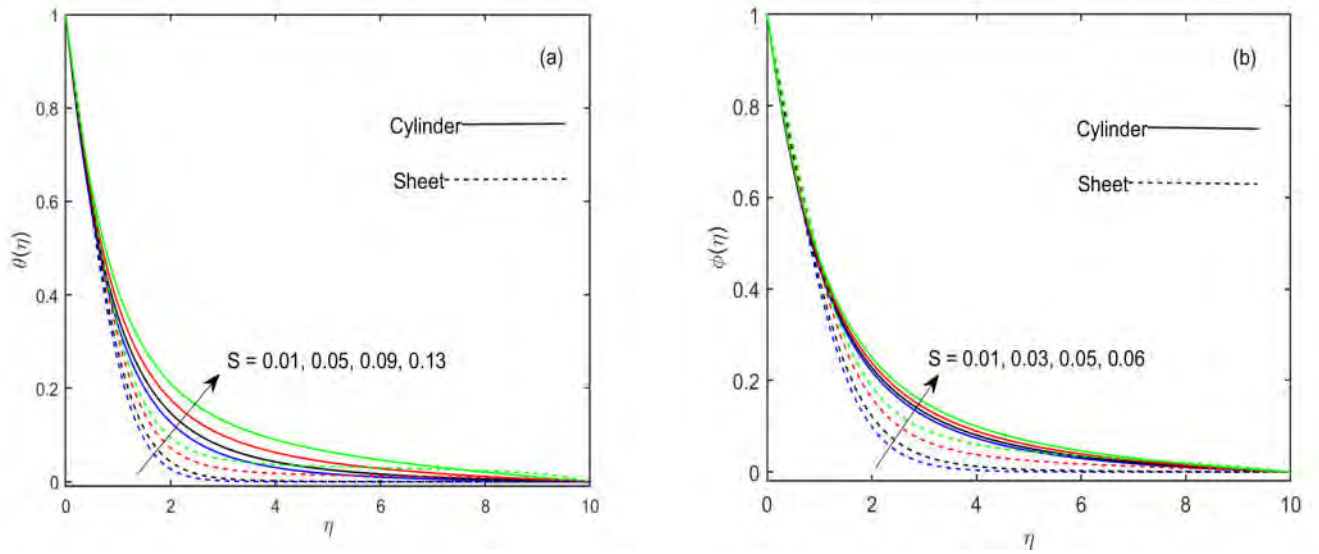 (a)
Cylinder
Sheet
S = 0.01, 0.05, 0.09, 0.13
θ(η)
1
0.8
0.6
0.4
0.2
0
0 2 4 6 8 10
η
(b)
Cylinder
Sheet
S = 0.01, 0.03, 0.05, 0.06
ϕ(η)
1
0.8
0.6
0.4
0.2
0
0 2 4 6 8 10
η